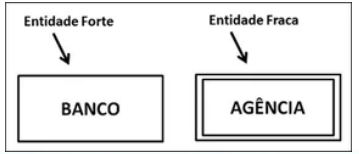 Entidade Forte
Entidade Fraca
BANCO
AGÊNCIA